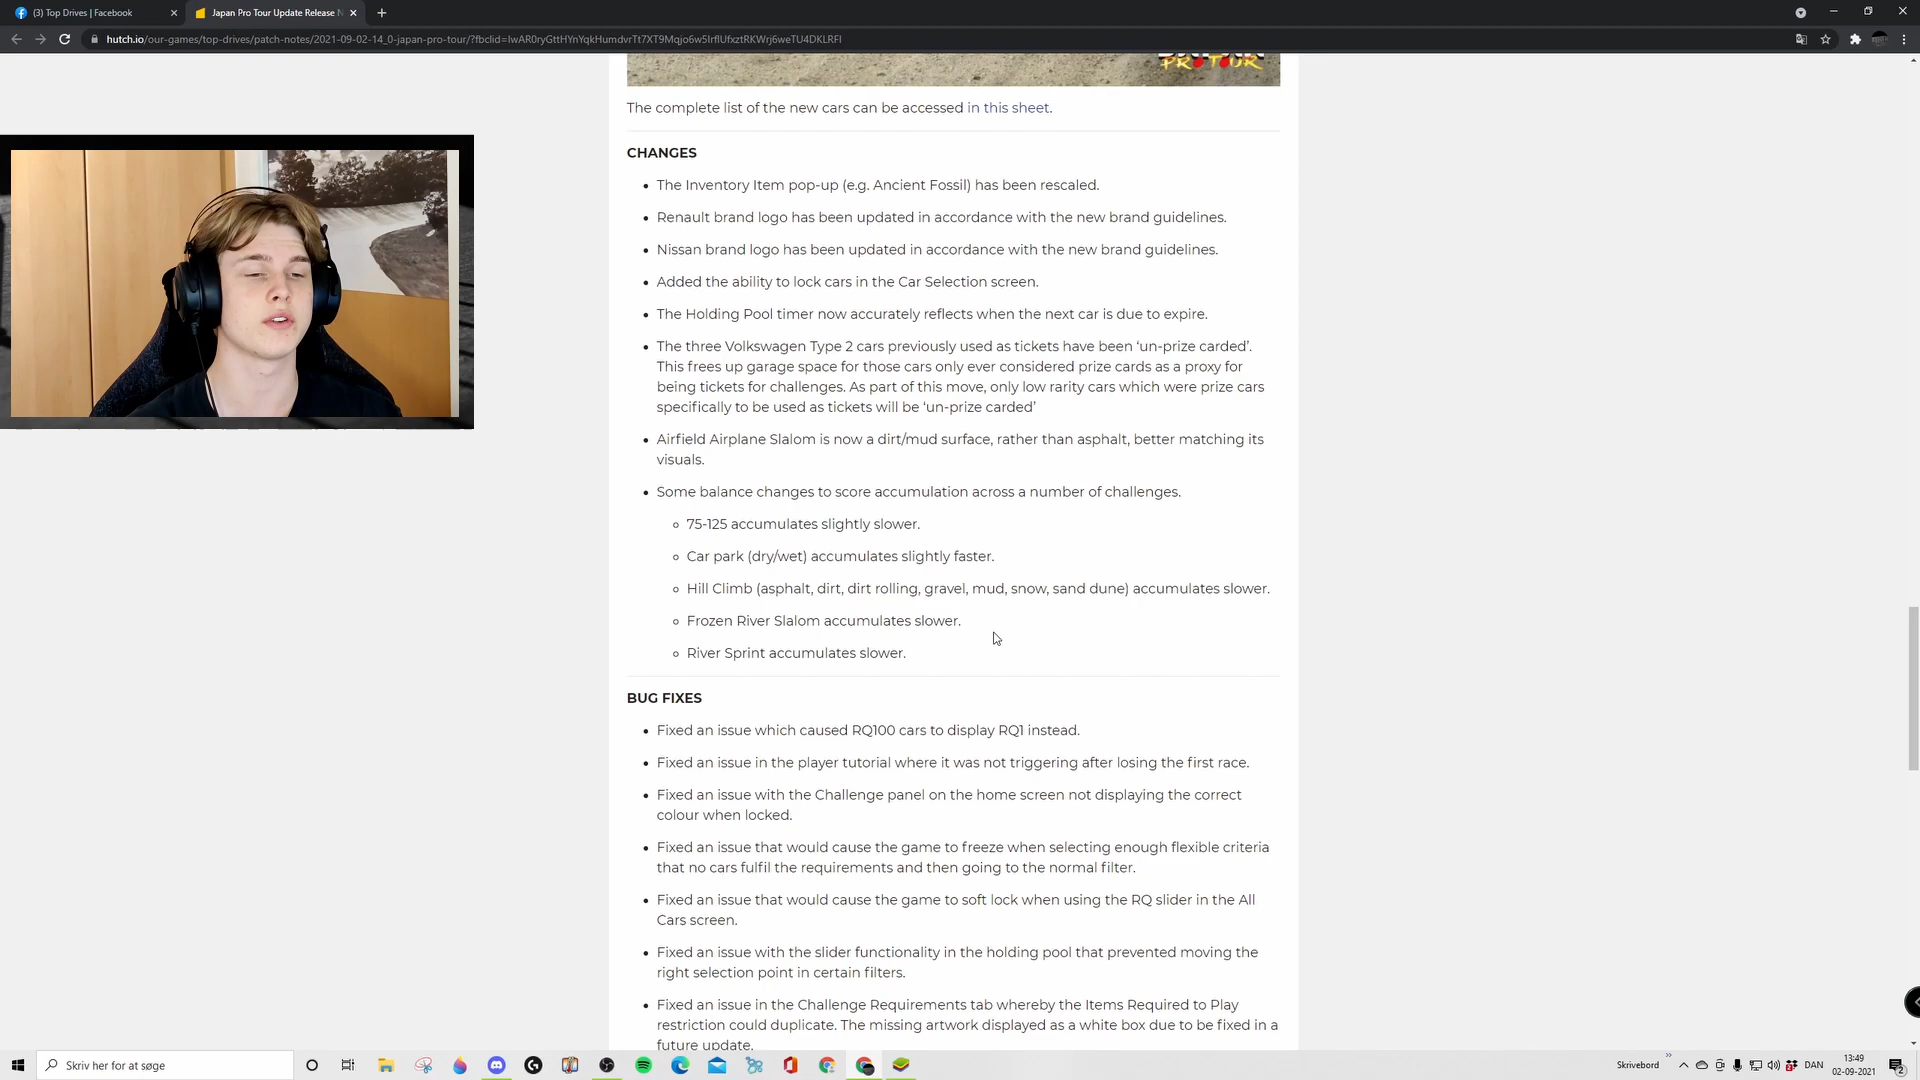 (3) Top Drives | Facebook
Japan Pro Tour Update Release N
hutch.io/our-games/top-drives/patch-notes/2021-09-02-14_0-japan-pro-tour/?fbclid=
PRO TOUR
The complete list of the new cars can be accessed in this sheet.
CHANGES
• The Inventory Item pop-up (e.g. Ancient Fossil) has been rescaled.
• Renault brand logo has been updated in accordance with the new brand guidelines.
• Nissan brand logo has been updated in accordance with the new brand guidelines.
• Added the ability to lock cars in the Car Selection screen.
• The Holding Pool timer now accurately reflects when the next car is due to expire.
• The three Volkswagen Type 2 cars previously used as tickets have been ‘un-prize carded’.
This frees up garage space for those cars only ever considered prize cards as a proxy for
being tickets for challenges. As part of this move, only low rarity cars which were prize cars
specifically to be used as tickets will be ‘un-prize carded’
• Airfield Airplane Slalom is now a dirt/mud surface, rather than asphalt, better matching its
visuals.
• Some balance changes to score accumulation across a number of challenges.
◦ 75-125 accumulates slightly slower.
◦ Car park (dry/wet) accumulates slightly faster.
◦ Hill Climb (asphalt, dirt, dirt rolling, gravel, mud, snow, sand dune) accumulates slower.
◦ Frozen River Slalom accumulates slower.
◦ River Sprint accumulates slower.
BUG FIXES
• Fixed an issue which caused RQ100 cars to display RQ1 instead.
• Fixed an issue in the player tutorial where it was not triggering after losing the first race.
• Fixed an issue with the Challenge panel on the home screen not displaying the correct
colour when locked.
• Fixed an issue that would cause the game to freeze when selecting enough flexible criteria
that no cars fulfil the requirements and then going to the normal filter.
• Fixed an issue that would cause the game to soft lock when using the RQ slider in the All
Cars screen.
• Fixed an issue with the slider functionality in the holding pool that prevented moving the
right selection point in certain filters.
• Fixed an issue in the Challenge Requirements tab whereby the Items Required to Play
restriction could duplicate. The missing artwork displayed as a white box due to be fixed in a
future update.
Skriv her for at søge
Skrivebord
DAN
13:49
02-09-2021
2